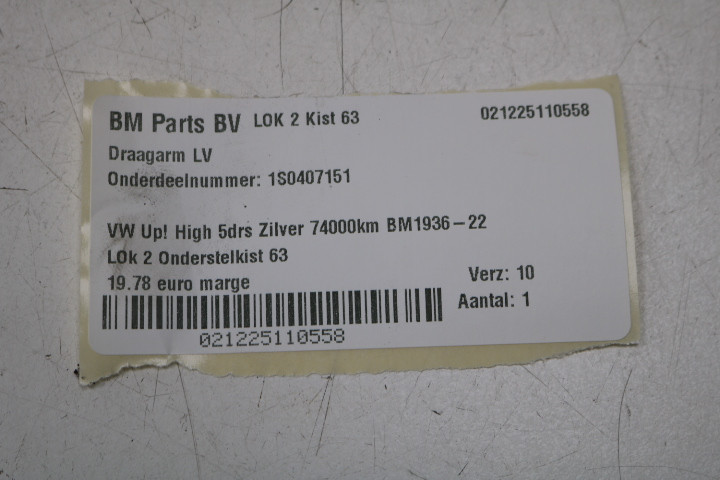 BM Parts BV LOK 2 Kist 63 021225110558
Draagarm LV
Onderdeelnummer: 1S0407151
VW Up! High 5drs Zilver 74000km BM1936-22
LOk 2 Onderstelkist 63
19.78 euro marge Verz: 10
Aantal: 1
021225110558